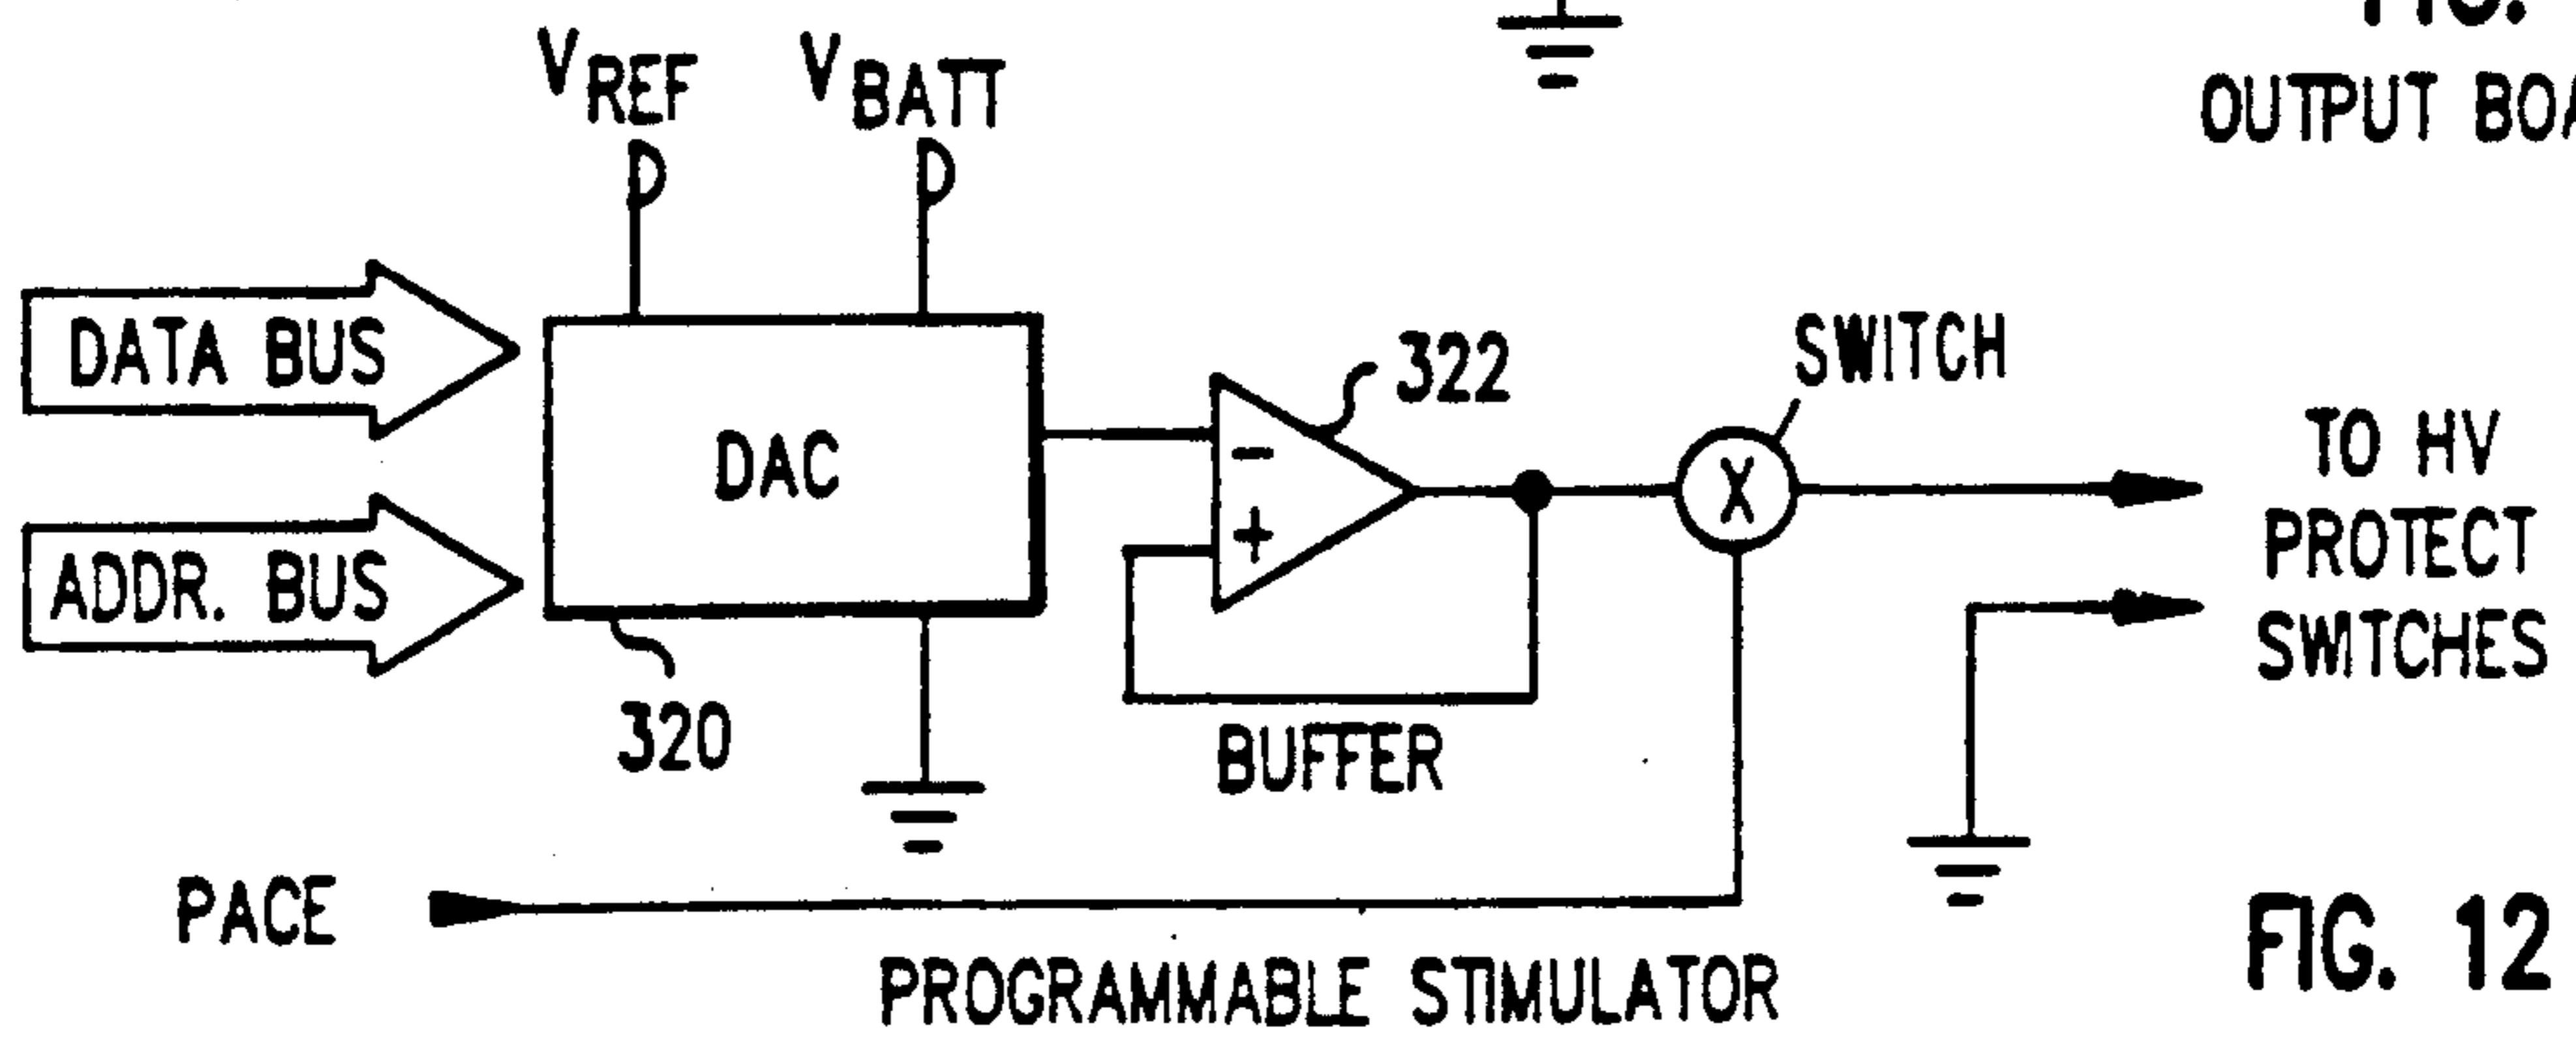 FIG.
OUTPUT BOA
VREF
VBATT
DATA BUS
ADDR. BUS
DAC
320
-
+
322
BUFFER
SWITCH
X
TO HV
PROTECT
SWITCHES
PACE
PROGRAMMABLE STIMULATOR
FIG. 12